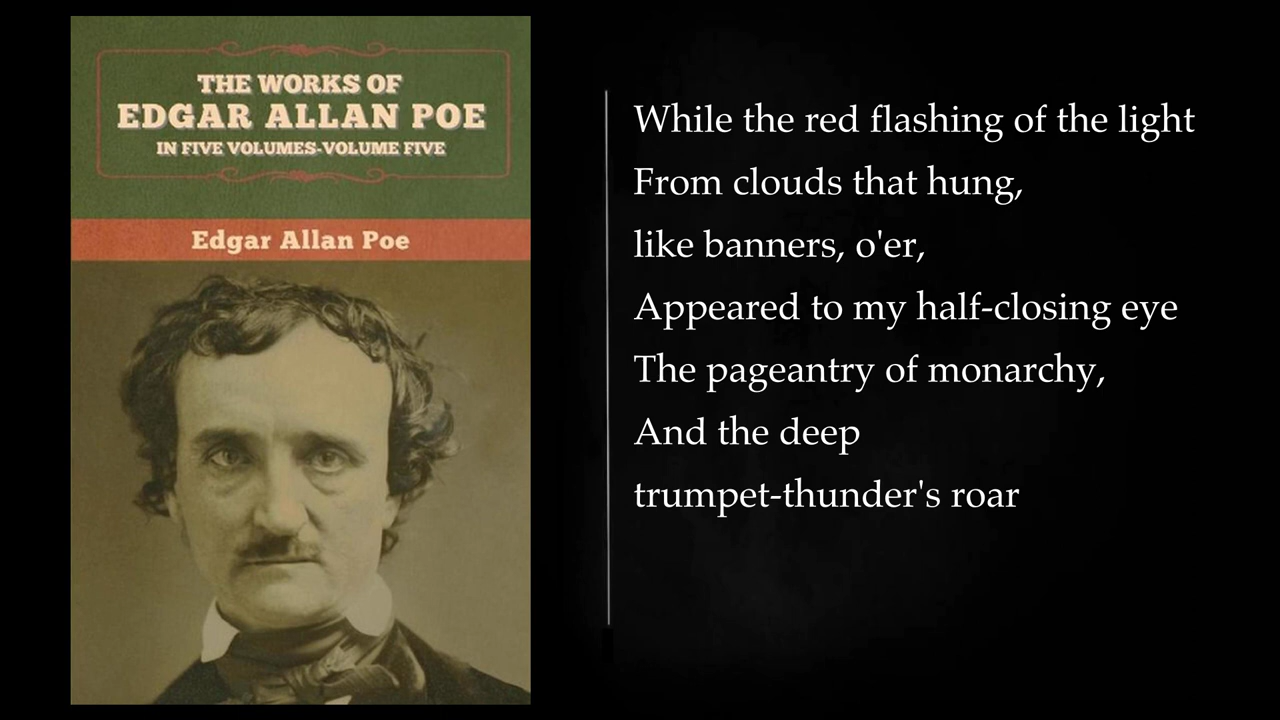 THE WORKS OF
EDGAR ALLAN POE
IN FIVE VOLUMES-VOLUME FIVE
Edgar Allan Poe
While the red flashing of the light
From clouds that hung,
like banners, o'er,
Appeared to my half-closing eye
The pageantry of monarchy,
And the deep
trumpet-thunder's roar